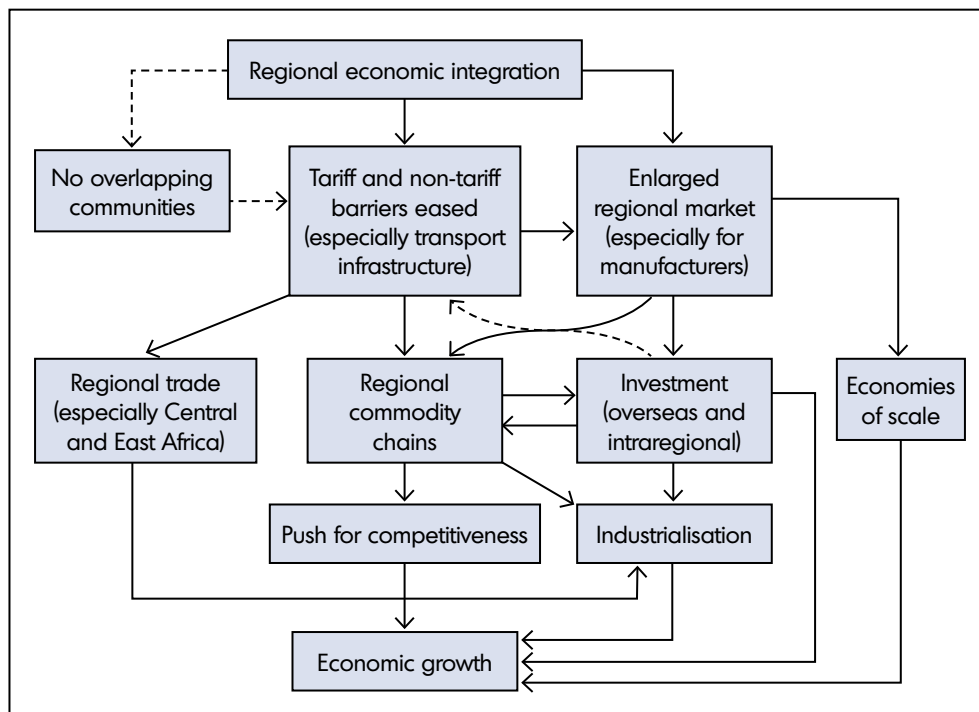 Regional economic integration
No overlapping
communities
Tariff and non-tariff
barriers eased
(especially transport
infrastructure)
Enlarged
regional market
(especially for
manufacturers)
Regional trade
(especially Central
and East Africa)
Regional
commodity
chains
Investment
(overseas and
intraregional)
Economies
of scale
Push for competitiveness
Industrialisation
Economic growth